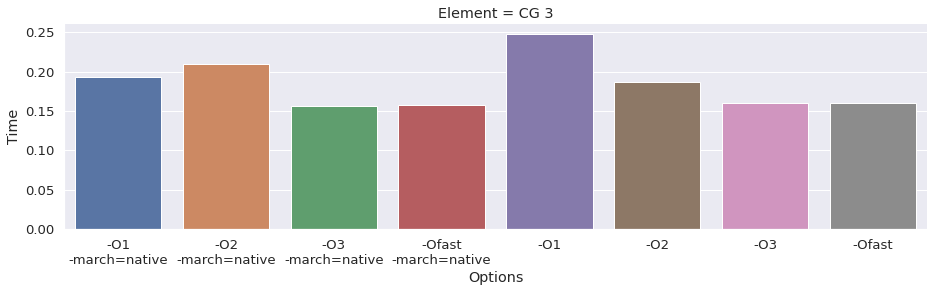 Element = CG 3
Time
0.25
0.20
0.15
0.10
0.05
0.00
-O1 -O2 -O3 -Ofast -O1 -O2 -O3 -Ofast
-march=native -march=native -march=native -march=native
Options